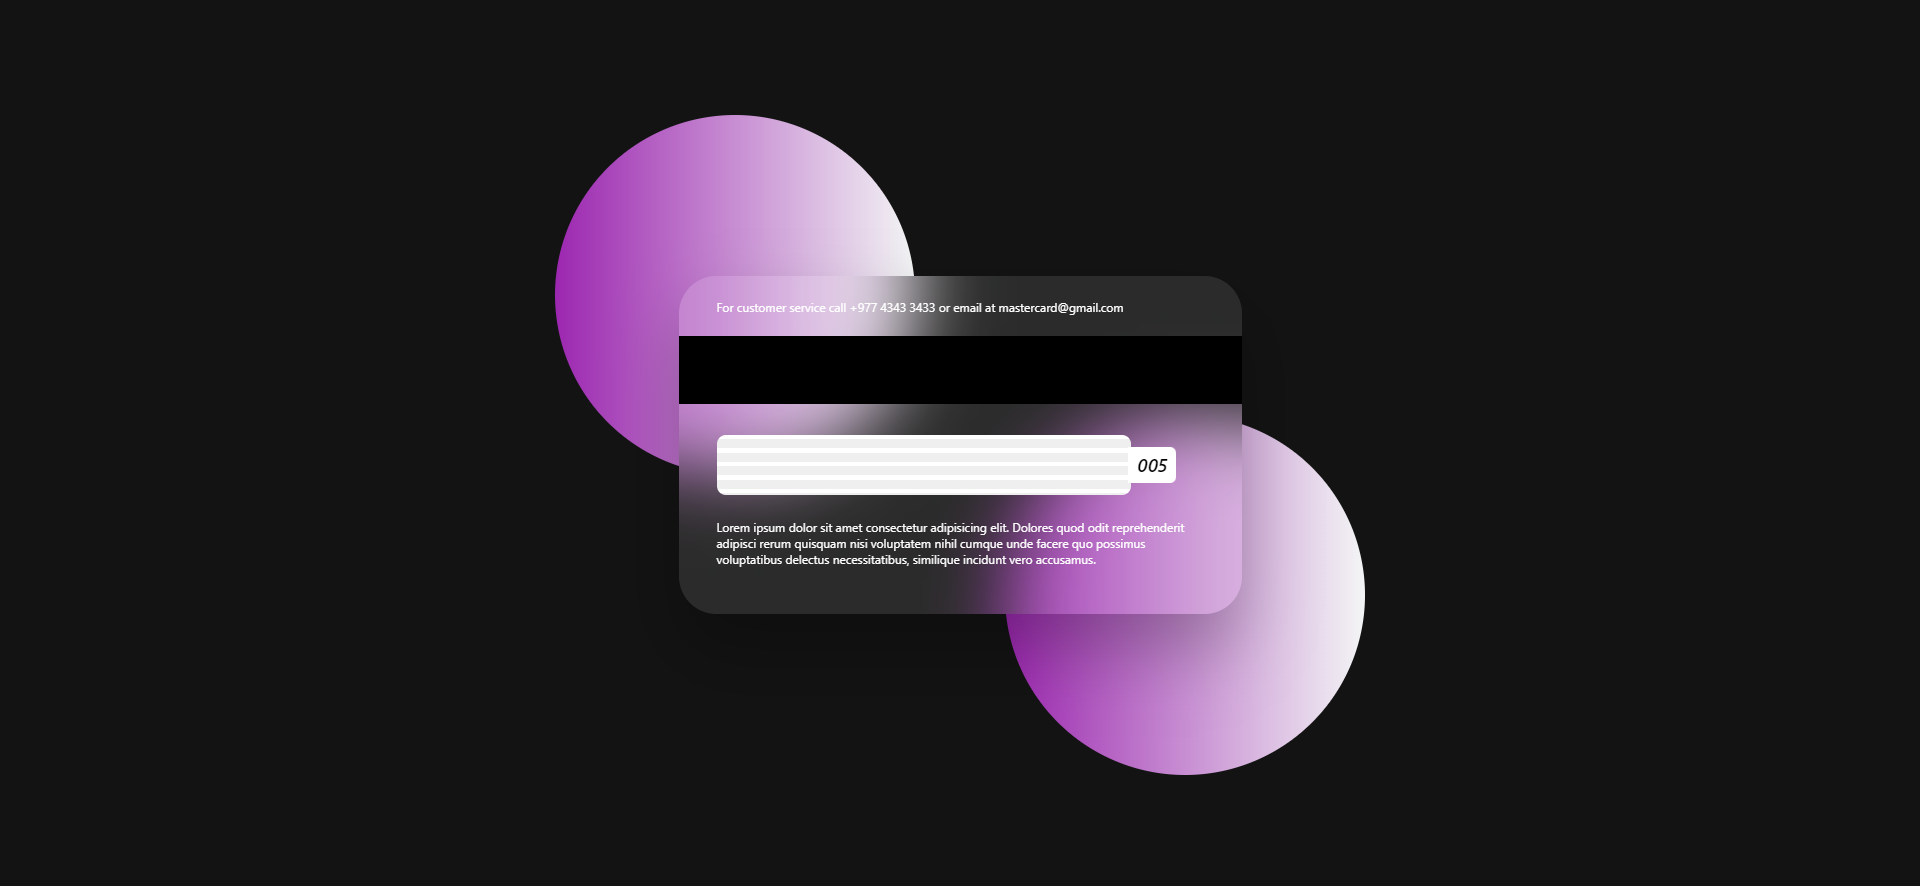 For customer service call +977 4343 3433 or email at mastercard@gmail.com
005
Lorem ipsum dolor sit amet consectetur adipisicing elit. Dolores quod odit reprehenderit
adipisci rerum quisquam nisi voluptatem nihil cumque unde facere quo possimus
voluptatibus delectus necessitatibus, similique incidunt vero accusamus.